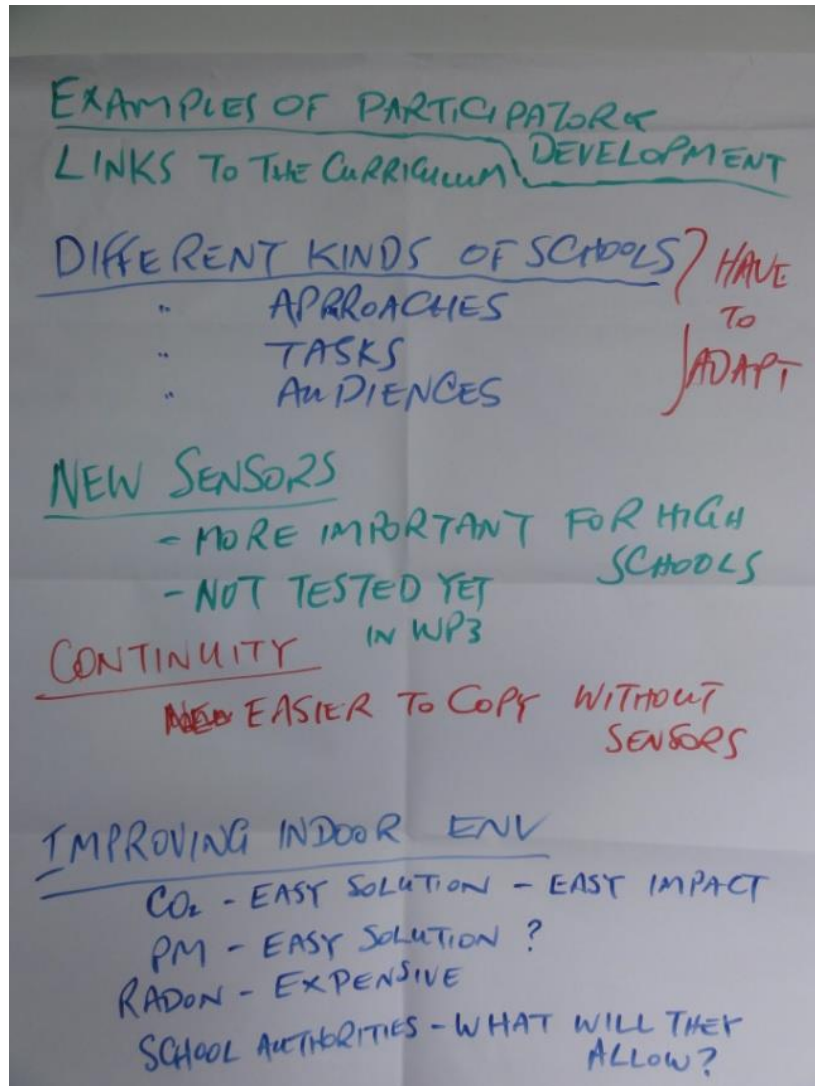 EXAMPLES OF PARTICIPATORY
DEVELOPMENT
LINKS TO THE CURRICULUM
DIFFERENT KINDS OF SCHOOLS
" APPROACHES
" TASKS
" AUDIENCES
HAVE
TO
ADAPT
NEW SENSORS
- MORE IMPORTANT FOR HIGH
SCHOOLS
- NOT TESTED YET
IN WP3
CONTINUITY
EASIER TO COPY WITHOUT
SENSORS
IMPROVING INDOOR ENV
CO₂ - EASY SOLUTION - EASY IMPACT
PM - EASY SOLUTION ?
RADON - EXPENSIVE
SCHOOL AUTHORITIES - WHAT WILL THEY
ALLOW?